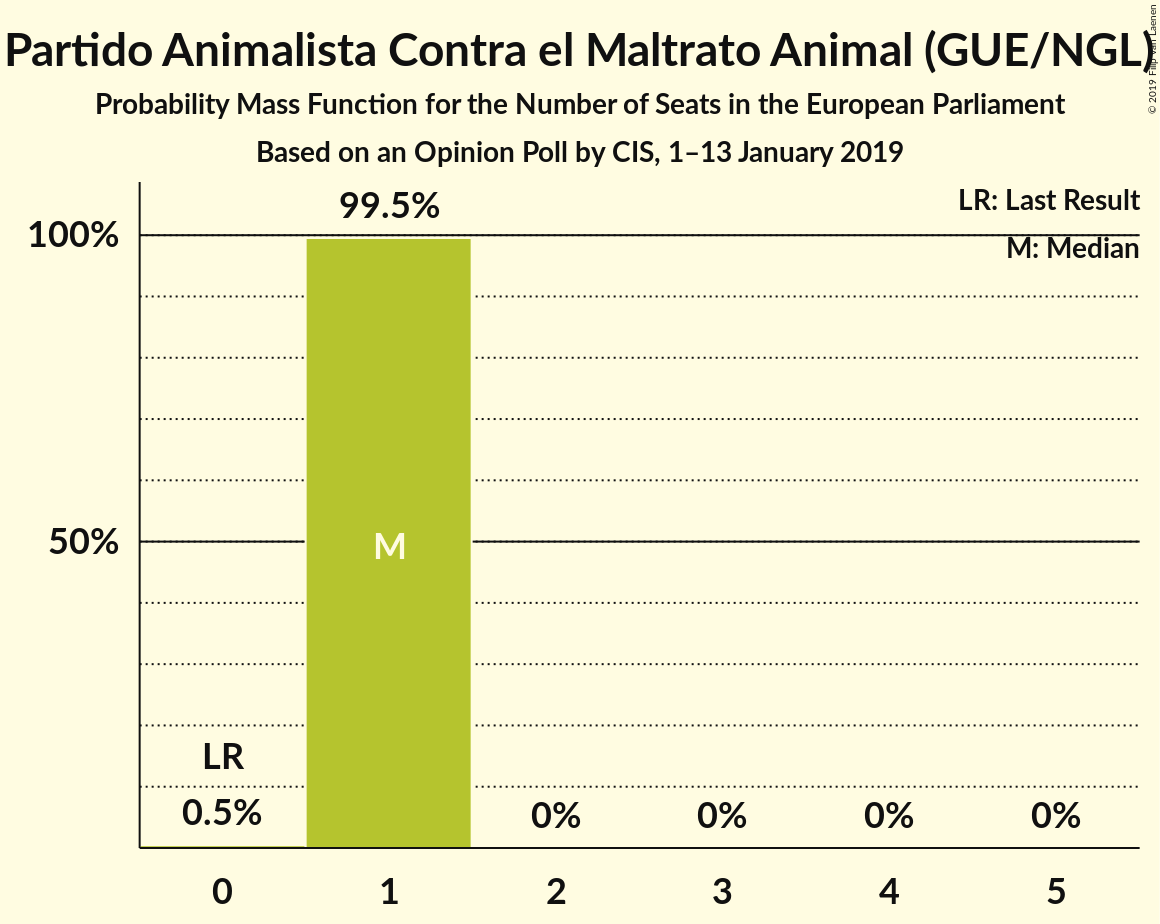 Partido Animalista Contra el Maltrato Animal (GUE/NGL)
Probability Mass Function for the Number of Seats in the European Parliament
Based on an Opinion Poll by CIS, 1–13 January 2019
© 2019 Filip van Laenen
99.5%
LR: Last Result
100%
M: Median
50%
M
LR
0.5%
0%
0%
0%
0%
0 1 2 3 4 5